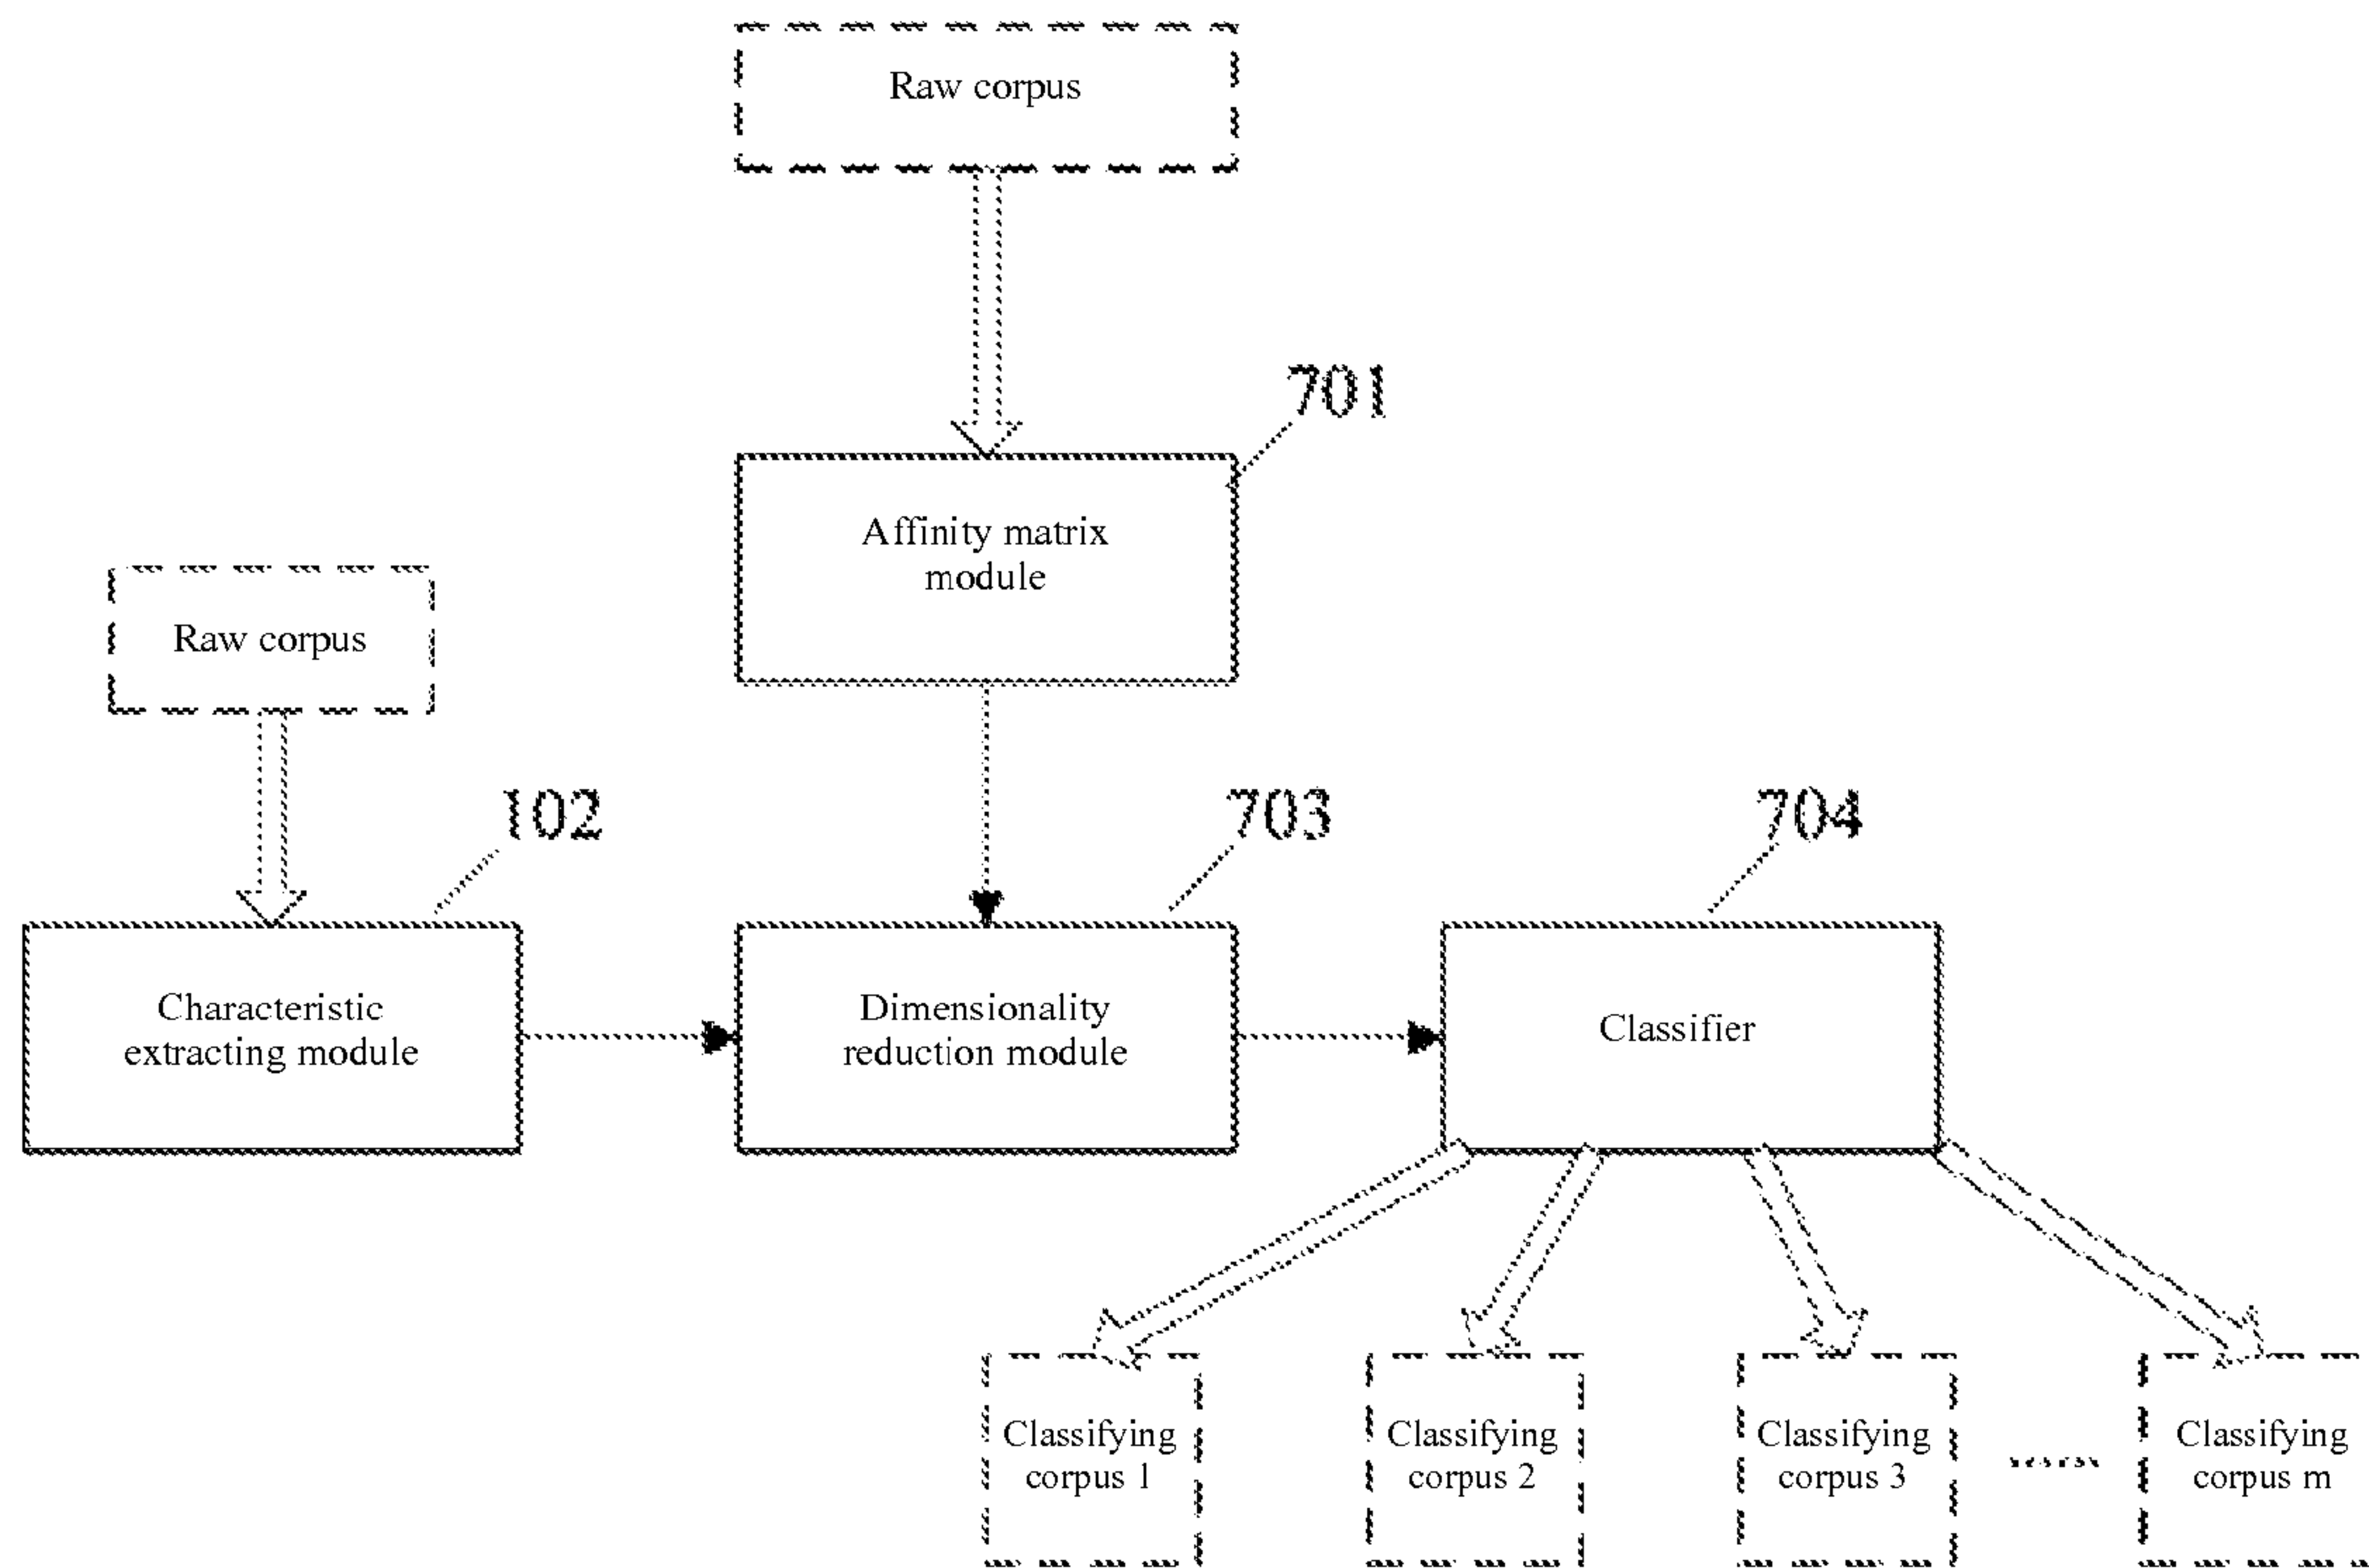 Raw corpus
701
Affinity matrix
module
Raw corpus
102
703
704
Characteristic
extracting module
Dimensionality
reduction module
Classifier
Classifying
corpus 1
Classifying
corpus 2
Classifying
corpus 3
......
Classifying
corpus m